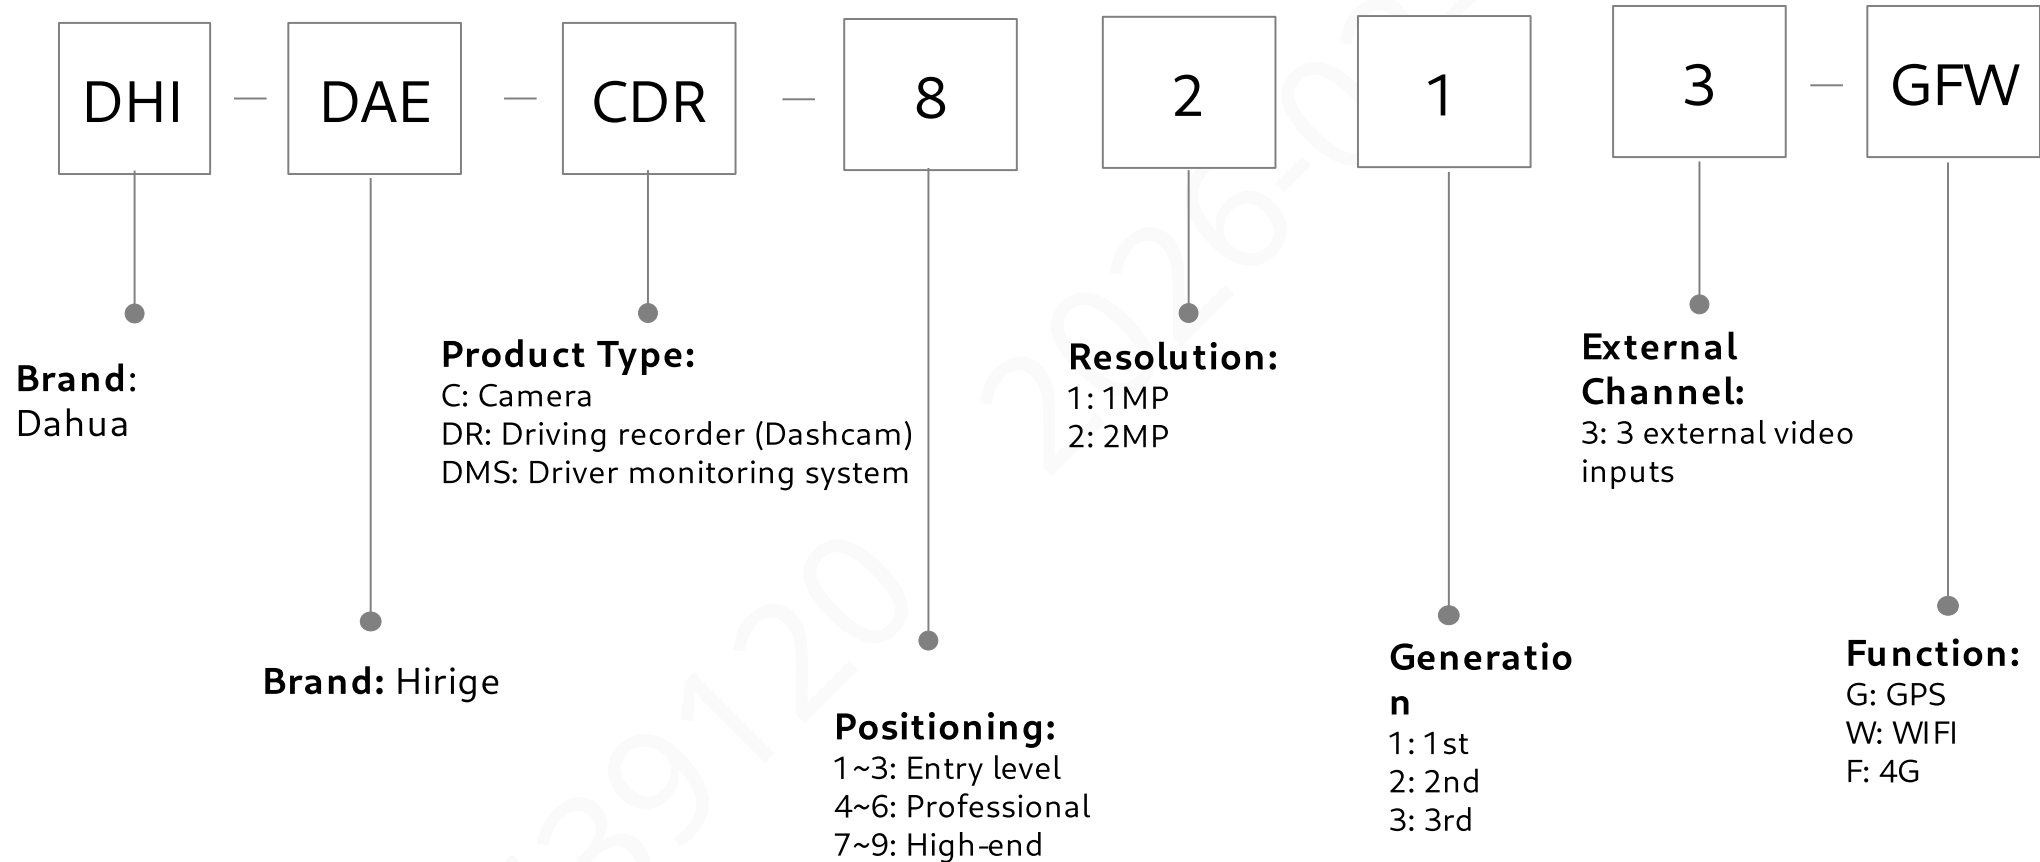 DHI — DAE — CDR — 8 2 1 3 — GFW
Brand:
Dahua
Brand: Hirige
Product Type:
C: Camera
DR: Driving recorder (Dashcam)
DMS: Driver monitoring system
Positioning:
1~3: Entry level
4~6: Professional
7~9: High-end
Resolution:
1: 1MP
2: 2MP
Generatio
n
1: 1st
2: 2nd
3: 3rd
External
Channel:
3: 3 external video
inputs
Function:
G: GPS
W: WIFI
F: 4G